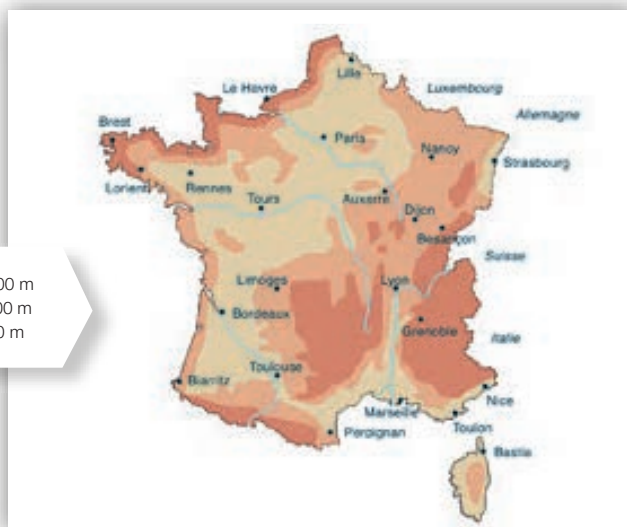 Lille
Le Havre
Luxembourg
Allemagne
Brest
Paris
Nancy
Strasbourg
Lorient
Rennes
Auxerre
Tours
Dijon
Besançon
Suisse
00 m
00 m
0 m
Limoges
Lyon
Bordeaux
Grenoble
Italie
Toulouse
Biarritz
Nice
Marseille
Toulon
Perpignan
Bastia